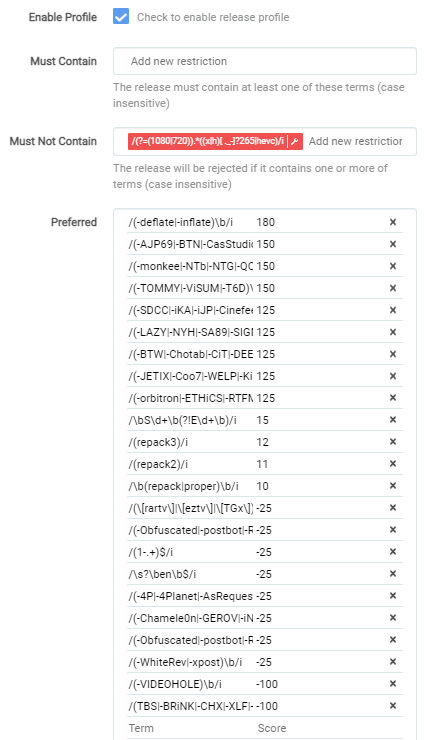 Enable Profile Check to enable release profile
Must Contain Add new restriction
The release must contain at least one of these terms (case
insensitive)
Must Not Contain /(?=(1080|720)).*((x|h)[ ._-]?265|hevc)/i Add new restriction
The release will be rejected if it contains one or more of
terms (case insensitive)
Preferred
/(-deflate|-inflate)\b/i 180
/(-AJP69|-BTN|-CasStudio 150
/(-monkee|-NTb|-NTG|-QC 150
/(-TOMMY|-ViSUM|-T6D)\ 150
/(-SDCC|-iKA|-iJP|-Cinefee 125
/(-LAZY|-NYH|-SA89|-SIG 125
/(-BTW|-Chotab|-CiT|-DEE 125
/(-JETIX|-Coo7|-WELP|-Ki 125
/(-orbitron|-ETHiCS|-RTFM 125
/\bS\d+\b(?!E\d+\b)/i 15
/(repack3)/i 12
/(repack2)/i 11
/\b(repack|proper)\b/i 10
/(\[rartv\]|\[eztv\]|\[TGx\]) -25
/(-Obfuscated|-postbot|-R -25
/(1-.+)$/i -25
/\s?\ben\b$/i -25
/(-4P|-4Planet|-AsReques -25
/(-Chamele0n|-GEROV|-iN -25
/(-Obfuscated|-postbot|-R -25
/(-WhiteRev|-xpost)\b/i -25
/(-VIDEOHOLE)\b/i -100
/(TBS|-BRiNK|-CHX|-XLF|- -100
Term Score